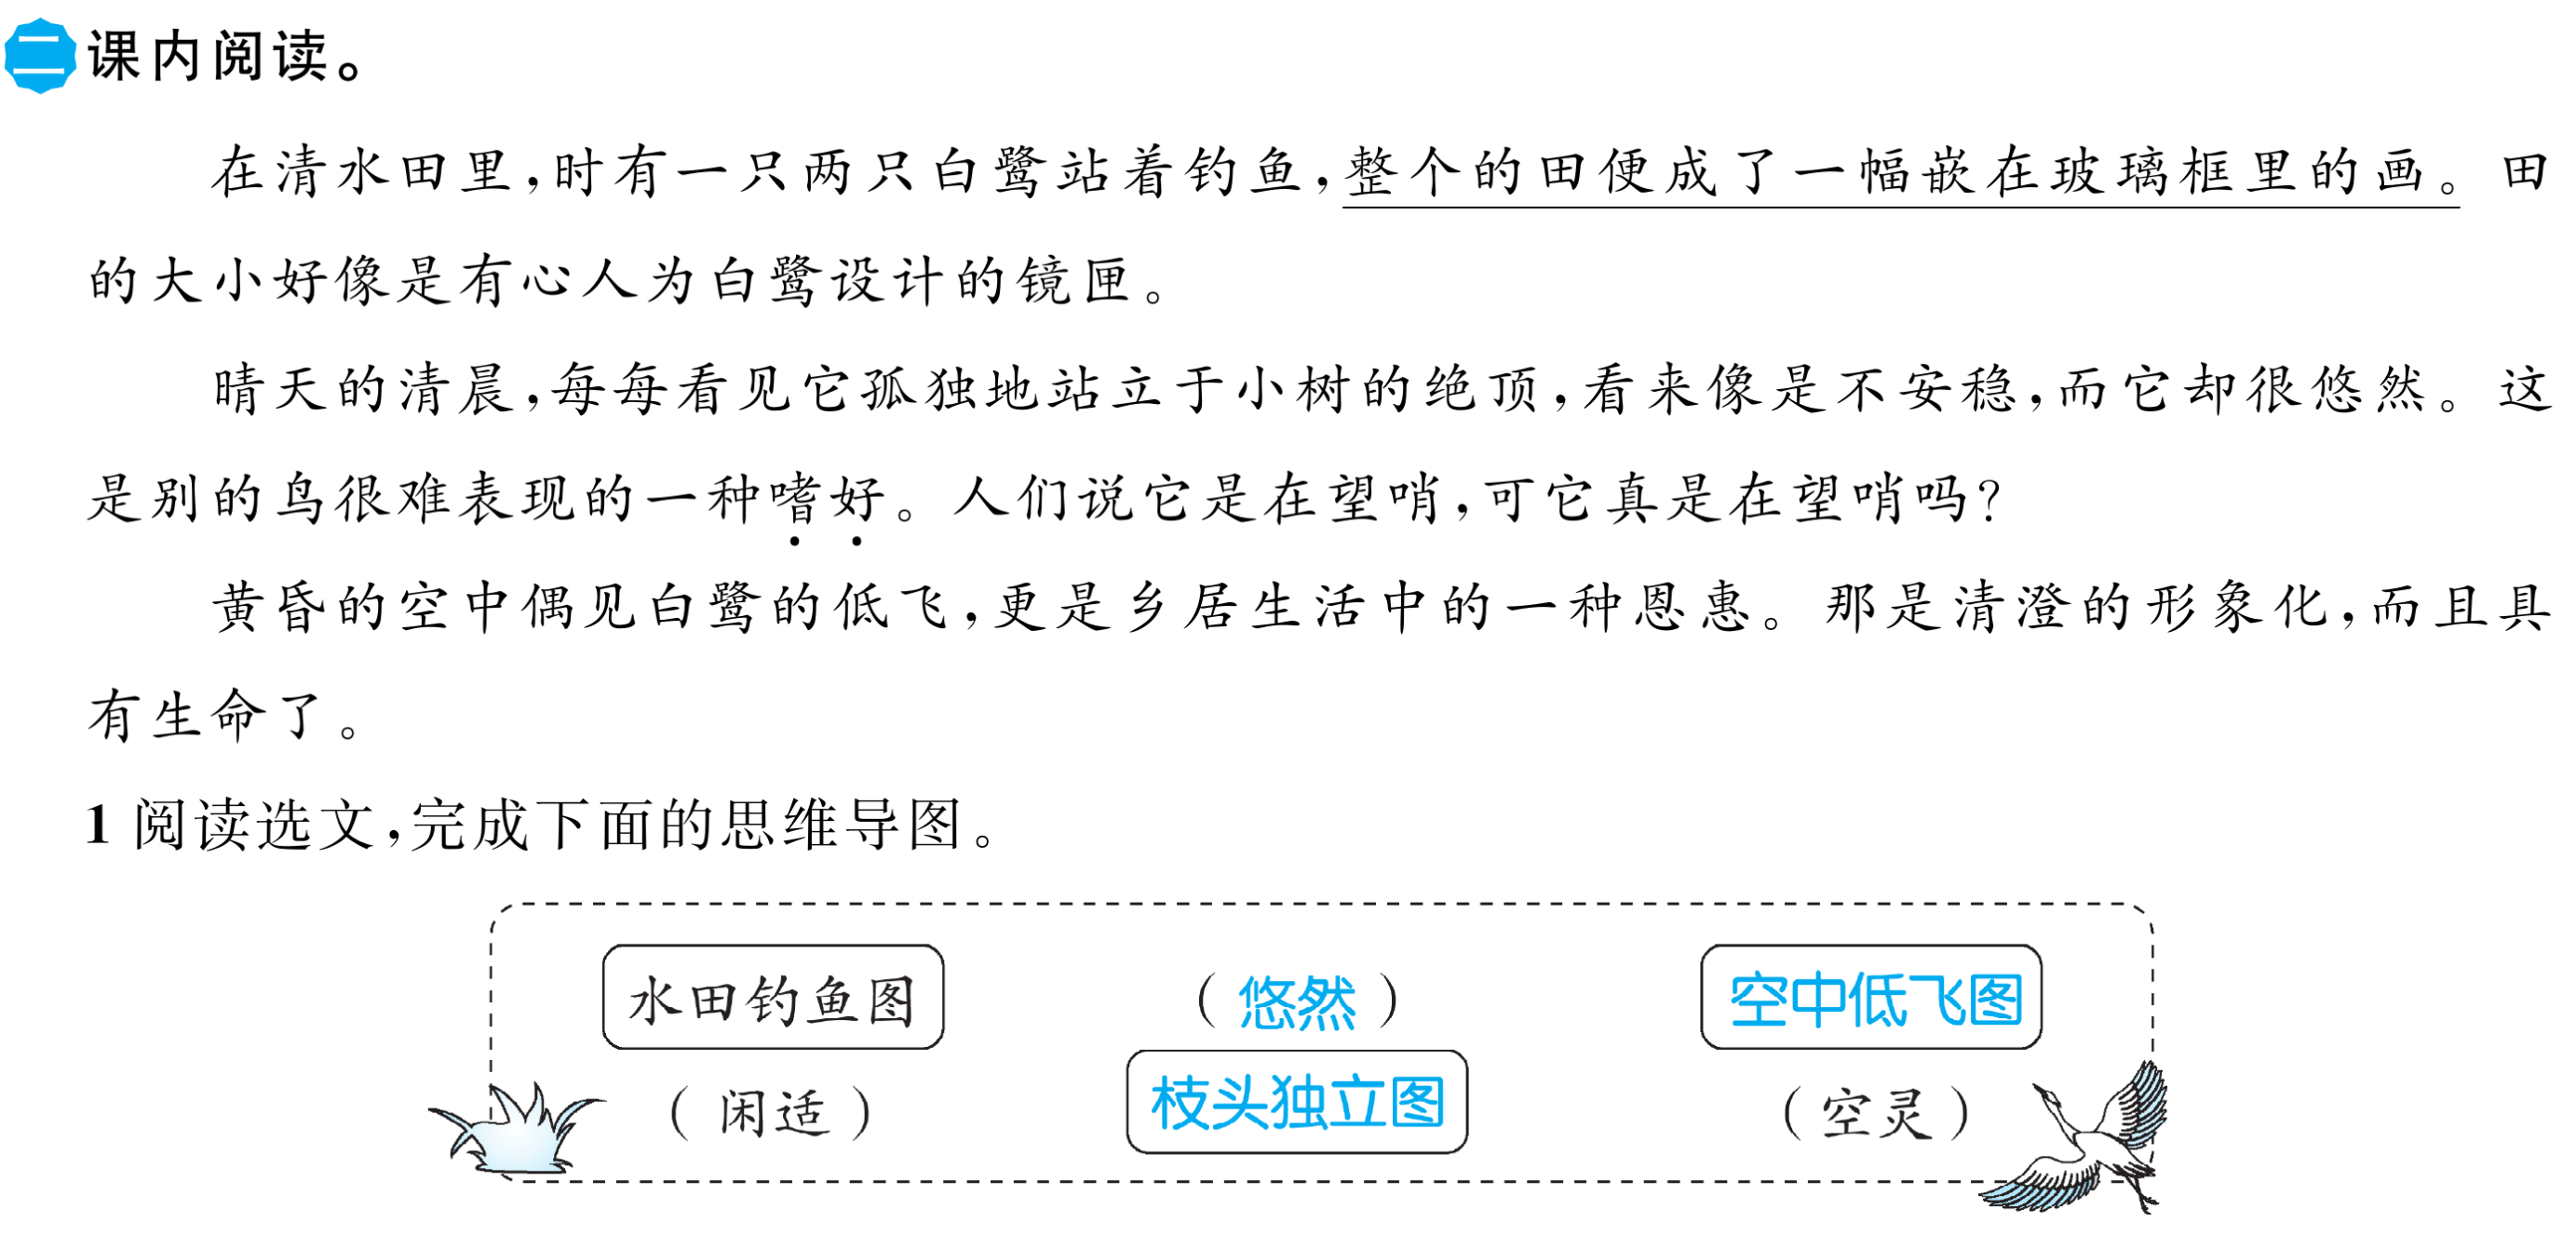 二 课内阅读。
在清水田里,时有一只两只白鹭站着钓鱼,整个的田便成了一幅嵌在玻璃框里的画。田
的大小好像是有心人为白鹭设计的镜匣。
晴天的清晨,每每看见它孤独地站立于小树的绝顶,看来像是不安稳,而它却很悠然。这
是别的鸟很难表现的一种嗜好。人们说它是在望哨,可它真是在望哨吗?
黄昏的空中偶见白鹭的低飞,更是乡居生活中的一种恩惠。那是清澄的形象化,而且具
有生命了。
1 阅读选文,完成下面的思维导图。
水田钓鱼图 (悠然) 空中低飞图
(闲适) 枝头独立图 (空灵)